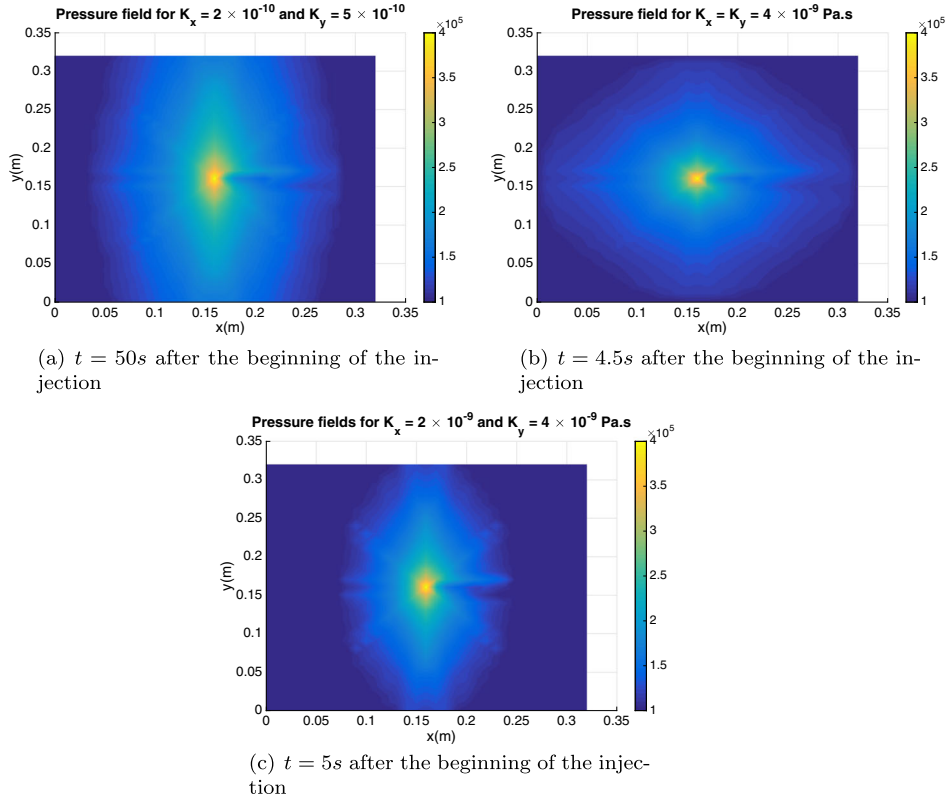 Pressure field for Kx = 2 × 10^-10 and Ky = 5 × 10^-10
×10^5
0.35
0.3
0.25
0.2
0.15
0.1
0.05
0
y(m)
0 0.05 0.1 0.15 0.2 0.25 0.3 0.35
x(m)
4
3.5
3
2.5
2
1.5
1
(a) t = 50s after the beginning of the in-
jection
Pressure field for Kx = Ky = 4 × 10^-9 Pa.s
×10^5
0.35
0.3
0.25
0.2
0.15
0.1
0.05
0
y(m)
0 0.05 0.1 0.15 0.2 0.25 0.3 0.35
x(m)
4
3.5
3
2.5
2
1.5
1
(b) t = 4.5s after the beginning of the in-
jection
Pressure fields for Kx = 2 × 10^-9 and Ky = 4 × 10^-9 Pa.s
×10^5
0.35
0.3
0.25
0.2
0.15
0.1
0.05
0
y(m)
0 0.05 0.1 0.15 0.2 0.25 0.3 0.35
x(m)
4
3.5
3
2.5
2
1.5
1
(c) t = 5s after the beginning of the injec-
tion